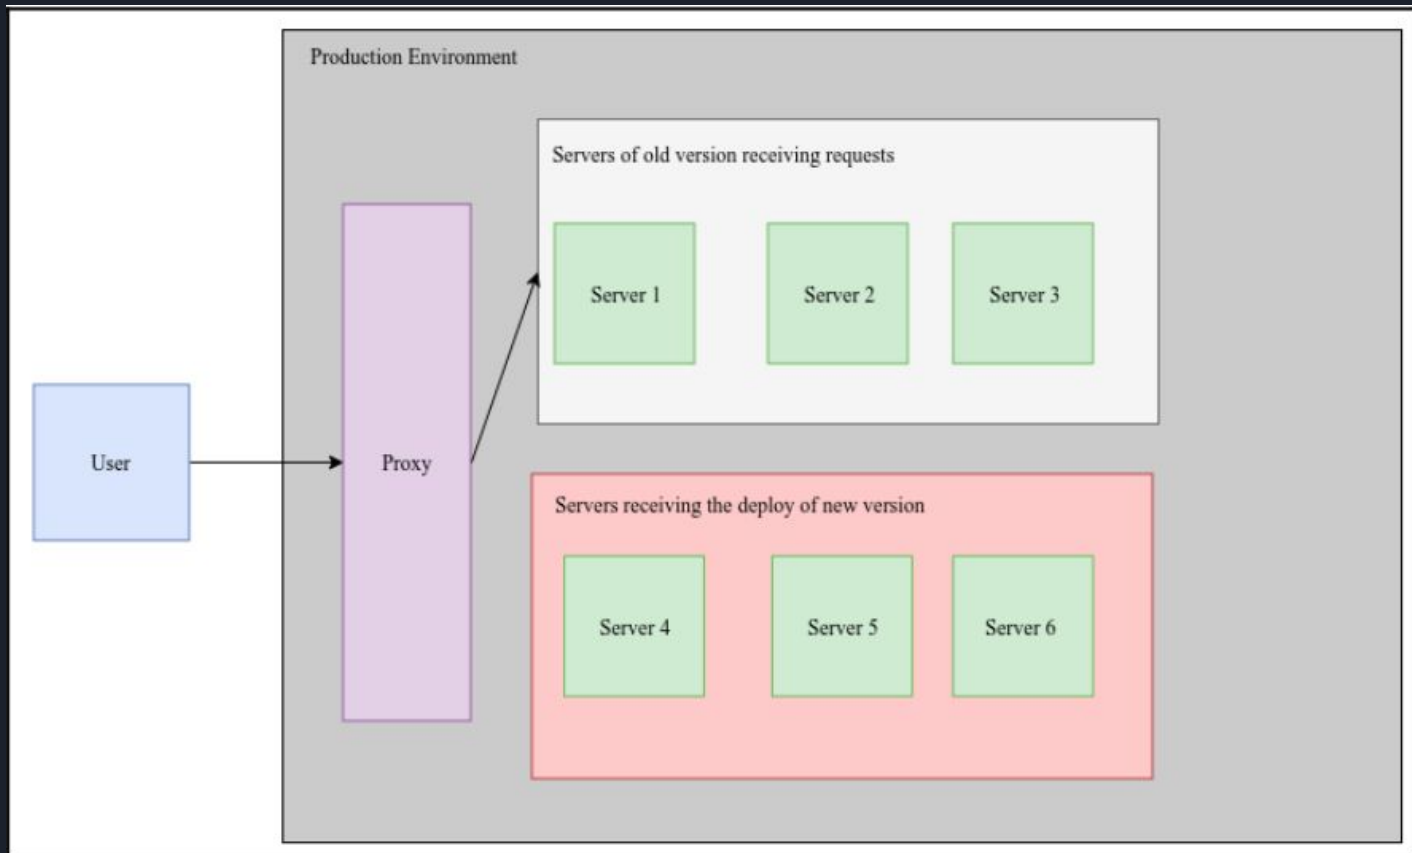 Production Environment
Servers of old version receiving requests
Server 1
Server 2
Server 3
User
Proxy
Servers receiving the deploy of new version
Server 4
Server 5
Server 6